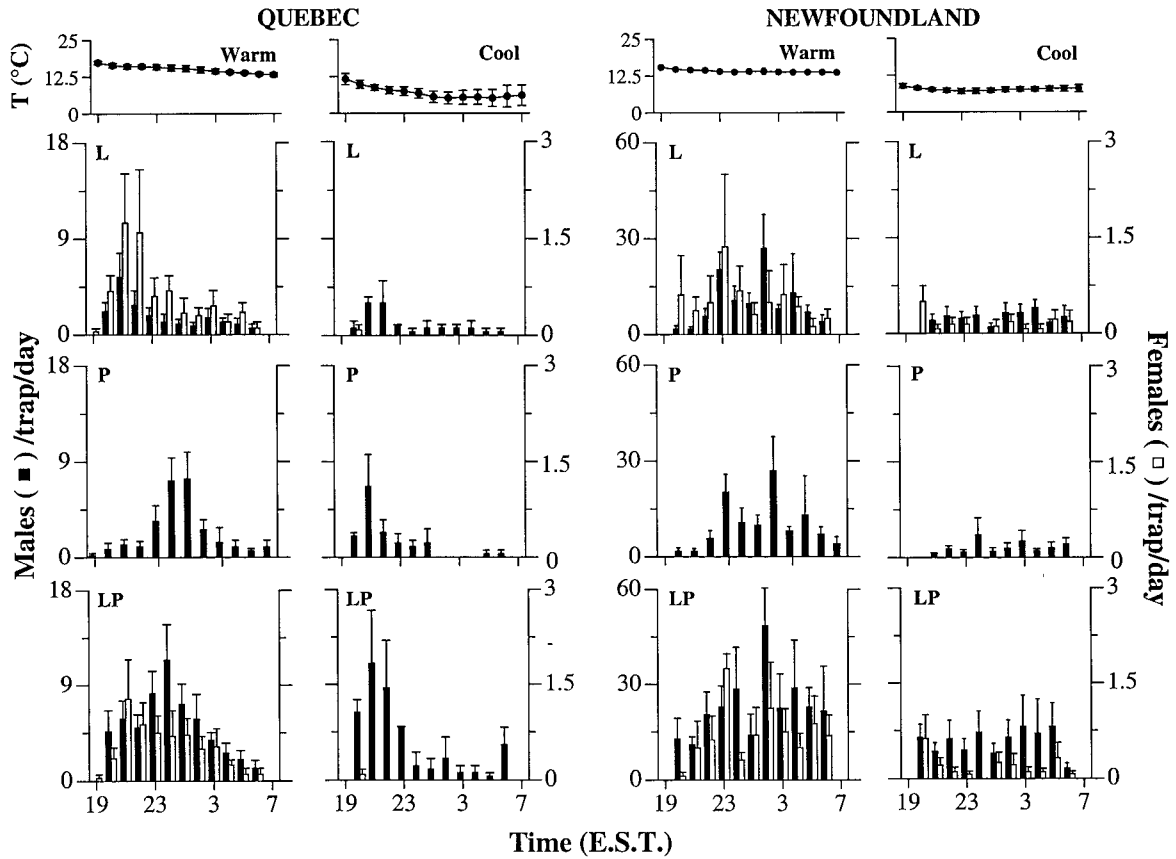 QUEBEC NEWFOUNDLAND
T (°C)
25
12.5
0
Warm
Cool
25
12.5
0
Warm
Cool
18
9
0
L
L
3
1.5
0
60
30
0
L
L
3
1.5
0
18
9
0
P
P
3
1.5
0
60
30
0
P
P
3
1.5
0
18
9
0
LP
LP
3
1.5
0
60
30
0
LP
LP
3
1.5
0
Males ( ■ ) /trap/day
Females ( □ ) /trap/day
19 23 3 7 19 23 3 7 19 23 3 7 19 23 3 7
Time (E.S.T.)